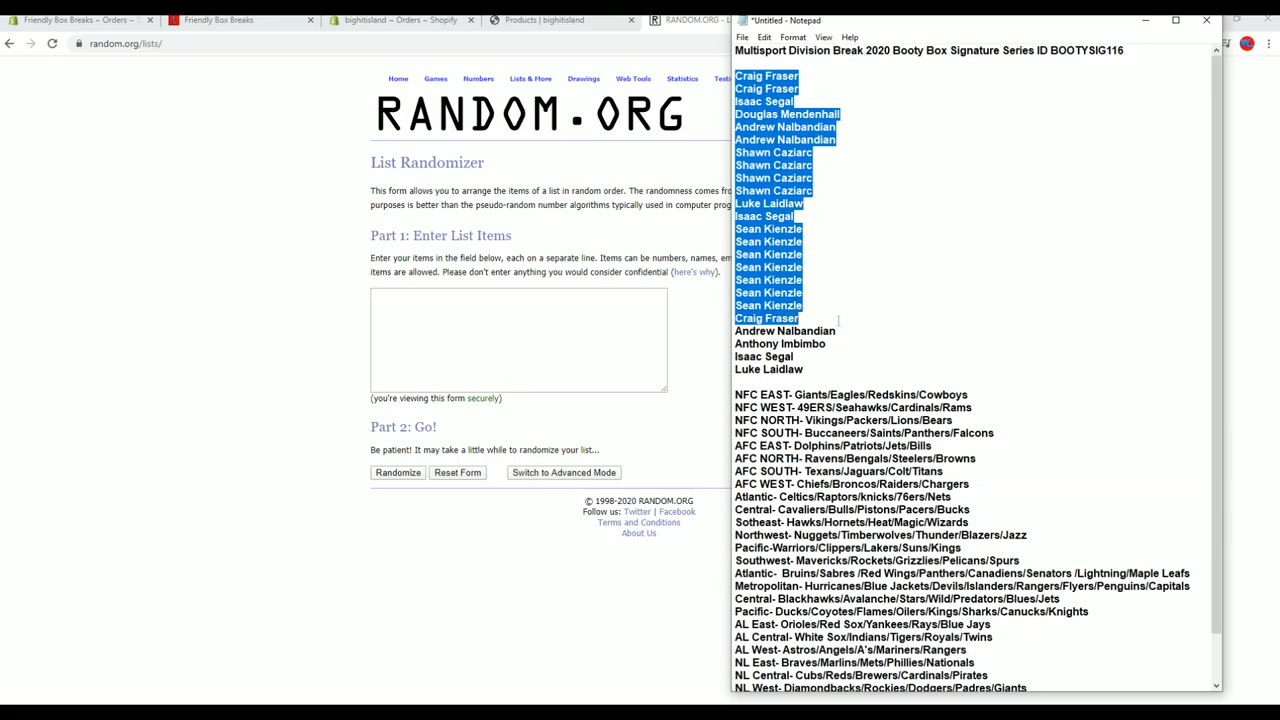 Friendly Box Breaks ~ Orders ~ S
Friendly Box Breaks
bighitisland ~ Orders ~ Shopify
Products | bighitisland
RANDOM.ORG - L
random.org/lists/
Home Games Numbers Lists & More Drawings Web Tools Statistics Testi
RANDOM.ORG
List Randomizer
This form allows you to arrange the items of a list in random order. The randomness comes fro
purposes is better than the pseudo-random number algorithms typically used in computer prog
Part 1: Enter List Items
Enter your items in the field below, each on a separate line. Items can be numbers, names, em
items are allowed. Please don't enter anything you would consider confidential (here's why).
(you're viewing this form securely)
Part 2: Go!
Be patient! It may take a little while to randomize your list...
Randomize Reset Form Switch to Advanced Mode
© 1998-2020 RANDOM.ORG
Follow us: Twitter | Facebook
Terms and Conditions
About Us
*Untitled - Notepad
File Edit Format View Help
Multisport Division Break 2020 Booty Box Signature Series ID BOOTYSIG116
Craig Fraser
Craig Fraser
Isaac Segal
Douglas Mendenhall
Andrew Nalbandian
Andrew Nalbandian
Shawn Caziarc
Shawn Caziarc
Shawn Caziarc
Shawn Caziarc
Luke Laidlaw
Isaac Segal
Sean Kienzle
Sean Kienzle
Sean Kienzle
Sean Kienzle
Sean Kienzle
Sean Kienzle
Sean Kienzle
Craig Fraser
Andrew Nalbandian
Anthony Imbimbo
Isaac Segal
Luke Laidlaw
NFC EAST- Giants/Eagles/Redskins/Cowboys
NFC WEST- 49ERS/Seahawks/Cardinals/Rams
NFC NORTH- Vikings/Packers/Lions/Bears
NFC SOUTH- Buccaneers/Saints/Panthers/Falcons
AFC EAST- Dolphins/Patriots/Jets/Bills
AFC NORTH- Ravens/Bengals/Steelers/Browns
AFC SOUTH- Texans/Jaguars/Colt/Titans
AFC WEST- Chiefs/Broncos/Raiders/Chargers
Atlantic- Celtics/Raptors/knicks/76ers/Nets
Central- Cavaliers/Bulls/Pistons/Pacers/Bucks
Sotheast- Hawks/Hornets/Heat/Magic/Wizards
Northwest- Nuggets/Timberwolves/Thunder/Blazers/Jazz
Pacific-Warriors/Clippers/Lakers/Suns/Kings
Southwest- Mavericks/Rockets/Grizzlies/Pelicans/Spurs
Atlantic-  Bruins/Sabres /Red Wings/Panthers/Canadiens/Senators /Lightning/Maple Leafs
Metropolitan- Hurricanes/Blue Jackets/Devils/Islanders/Rangers/Flyers/Penguins/Capitals
Central- Blackhawks/Avalanche/Stars/Wild/Predators/Blues/Jets
Pacific- Ducks/Coyotes/Flames/Oilers/Kings/Sharks/Canucks/Knights
AL East- Orioles/Red Sox/Yankees/Rays/Blue Jays
AL Central- White Sox/Indians/Tigers/Royals/Twins
AL West- Astros/Angels/A's/Mariners/Rangers
NL East- Braves/Marlins/Mets/Phillies/Nationals
NL Central- Cubs/Reds/Brewers/Cardinals/Pirates
NL West- Diamondbacks/Rockies/Dodgers/Padres/Giants